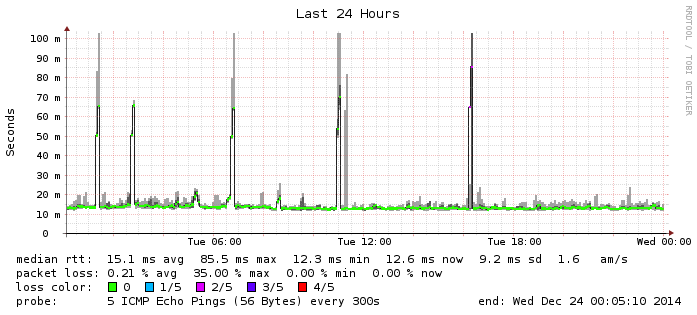 Last 24 Hours
RRDTOOL / TOBI OETIKER
Seconds
100 m
90 m
80 m
70 m
60 m
50 m
40 m
30 m
20 m
10 m
0
Tue 06:00 Tue 12:00 Tue 18:00 Wed 00:00
median rtt: 15.1 ms avg 85.5 ms max 12.3 ms min 12.6 ms now 9.2 ms sd 1.6 am/s
packet loss: 0.21 % avg 35.00 % max 0.00 % min 0.00 % now
loss color: 0 1/5 2/5 3/5 4/5
probe: 5 ICMP Echo Pings (56 Bytes) every 300s end: Wed Dec 24 00:05:10 2014